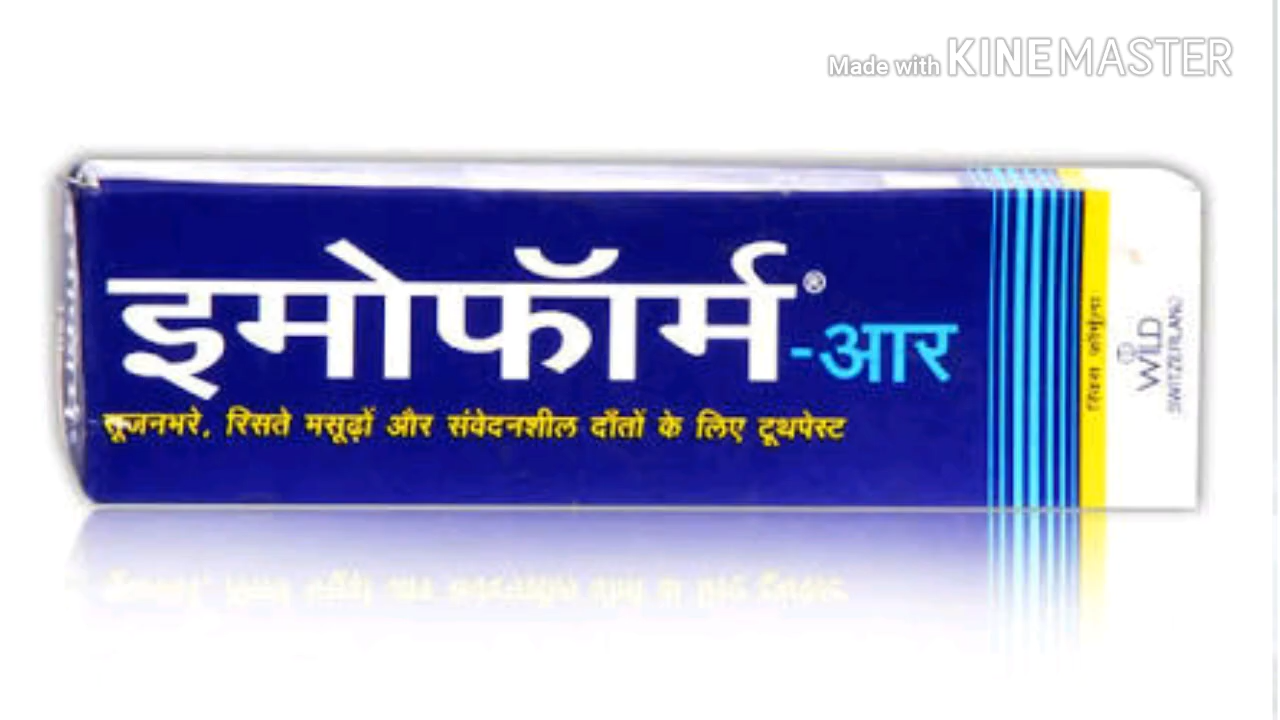 Made with KINEMASTER
इमोफॉर्म®-आर
सूजनभरे, रिसते मसूढ़ों और संवेदनशील दाँतों के लिए टूथपेस्ट
स्विस फॉर्मूला
WILD
SWITZERLAND